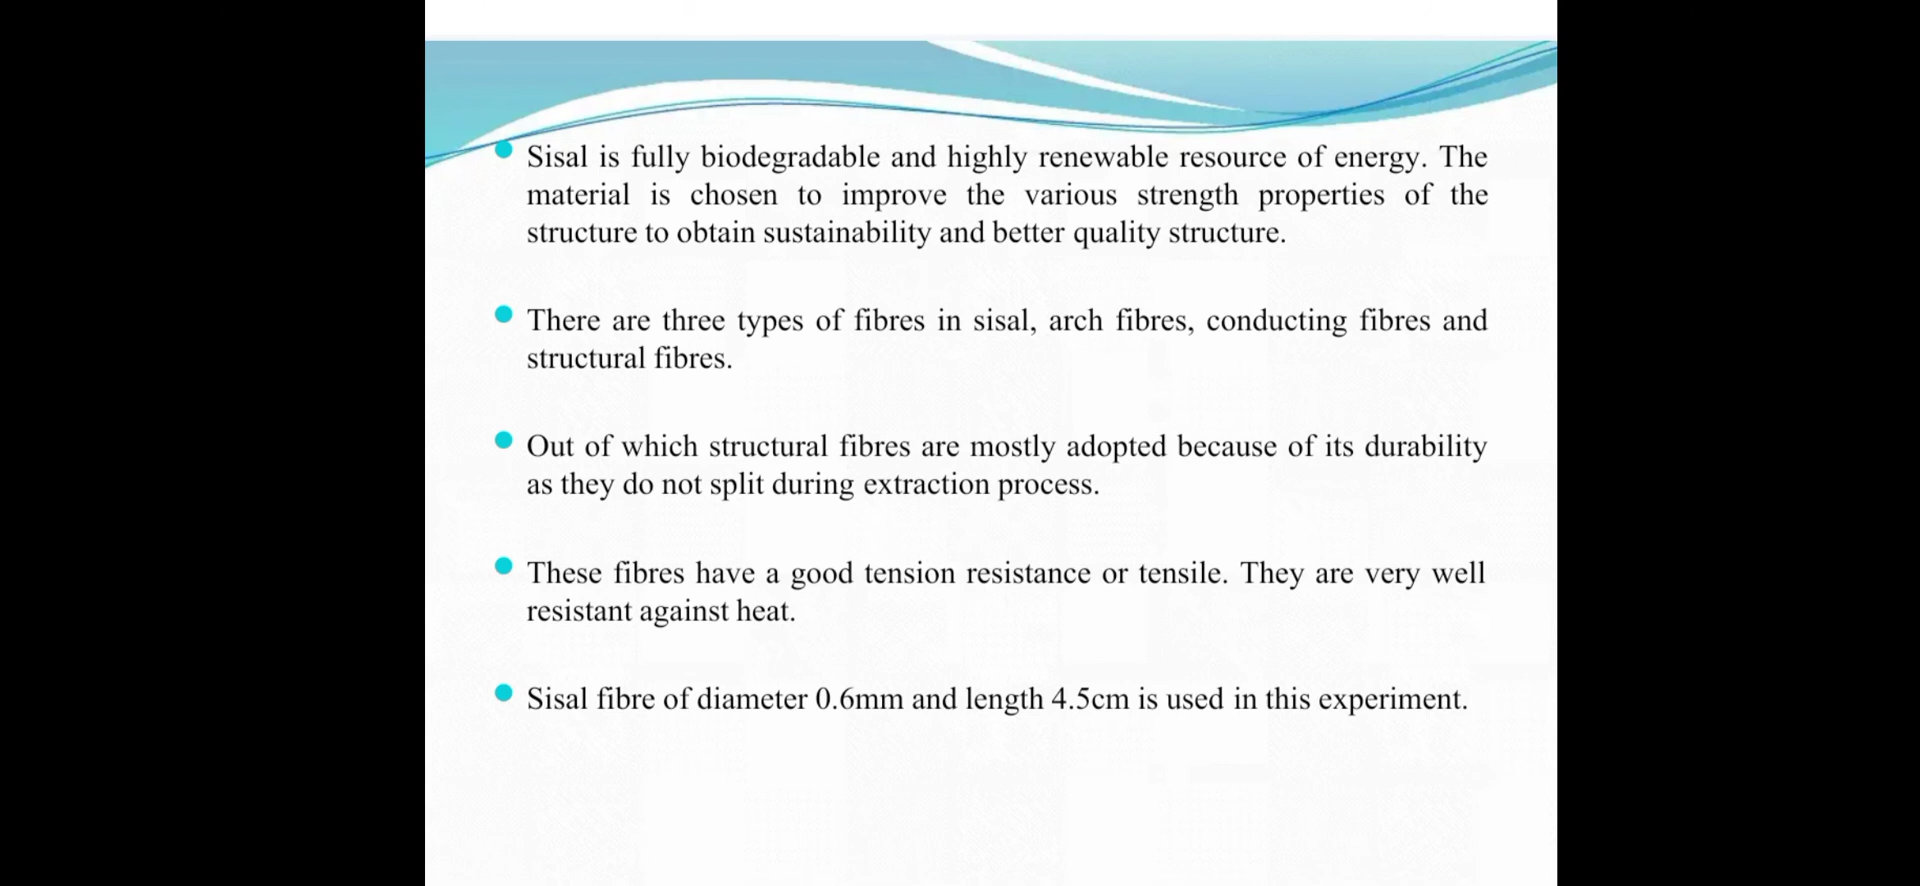 Sisal is fully biodegradable and highly renewable resource of energy. The
material is chosen to improve the various strength properties of the
structure to obtain sustainability and better quality structure.
There are three types of fibres in sisal, arch fibres, conducting fibres and
structural fibres.
Out of which structural fibres are mostly adopted because of its durability
as they do not split during extraction process.
These fibres have a good tension resistance or tensile. They are very well
resistant against heat.
Sisal fibre of diameter 0.6mm and length 4.5cm is used in this experiment.